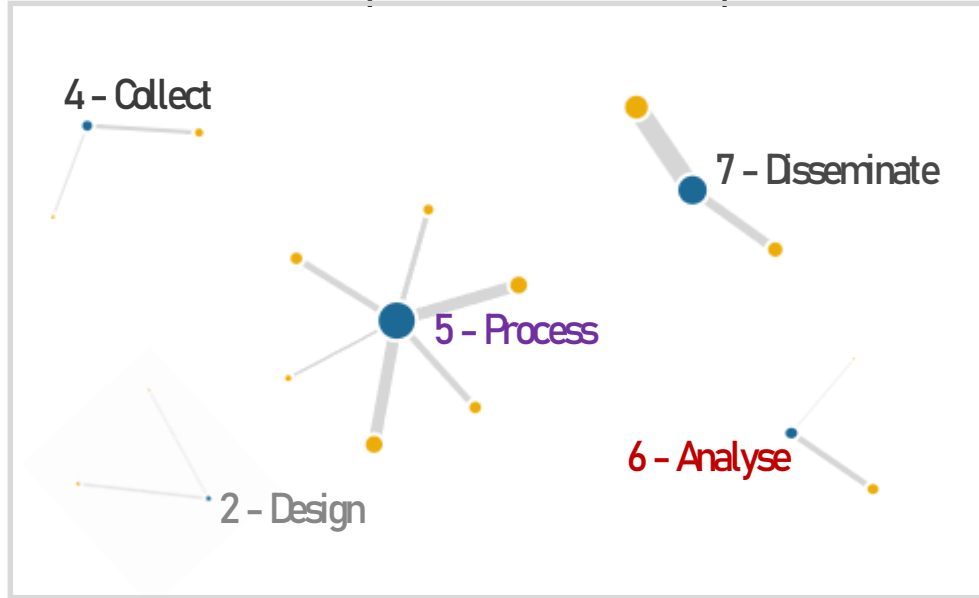 4 - Collect
7 - Disseminate
5 - Process
6 - Analyse
2 - Design